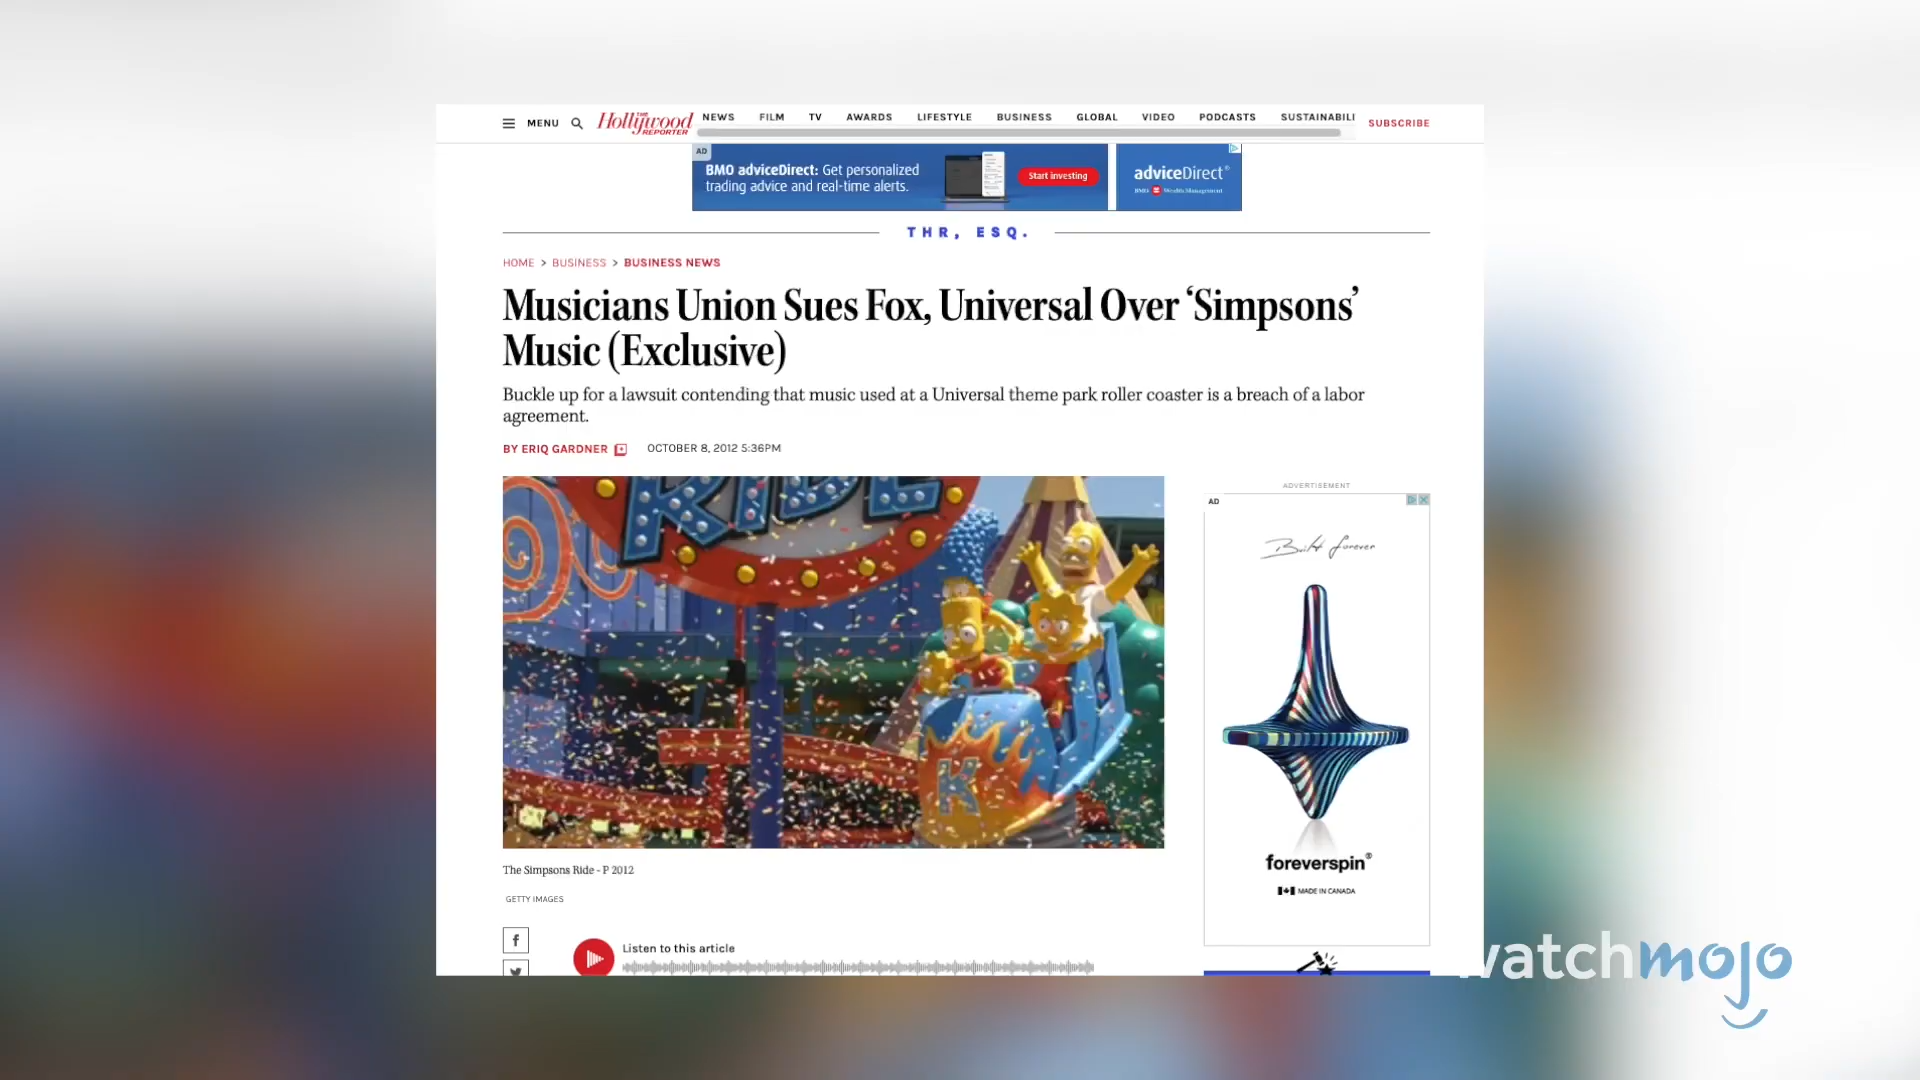 MENU
The Hollywood REPORTER
NEWS FILM TV AWARDS LIFESTYLE BUSINESS GLOBAL VIDEO PODCASTS SUSTAINABILI
SUBSCRIBE
AD
BMO adviceDirect: Get personalized
trading advice and real-time alerts.
Start investing
adviceDirect®
BMO Wealth Management
THR, ESQ.
HOME > BUSINESS > BUSINESS NEWS
Musicians Union Sues Fox, Universal Over ‘Simpsons’
Music (Exclusive)
Buckle up for a lawsuit contending that music used at a Universal theme park roller coaster is a breach of a labor
agreement.
BY ERIQ GARDNER OCTOBER 8, 2012 5:36PM
RIDE
K
The Simpsons Ride - P 2012
GETTY IMAGES
f
Listen to this article
ADVERTISEMENT
AD
Built forever
foreverspin®
MADE IN CANADA
watchmojo